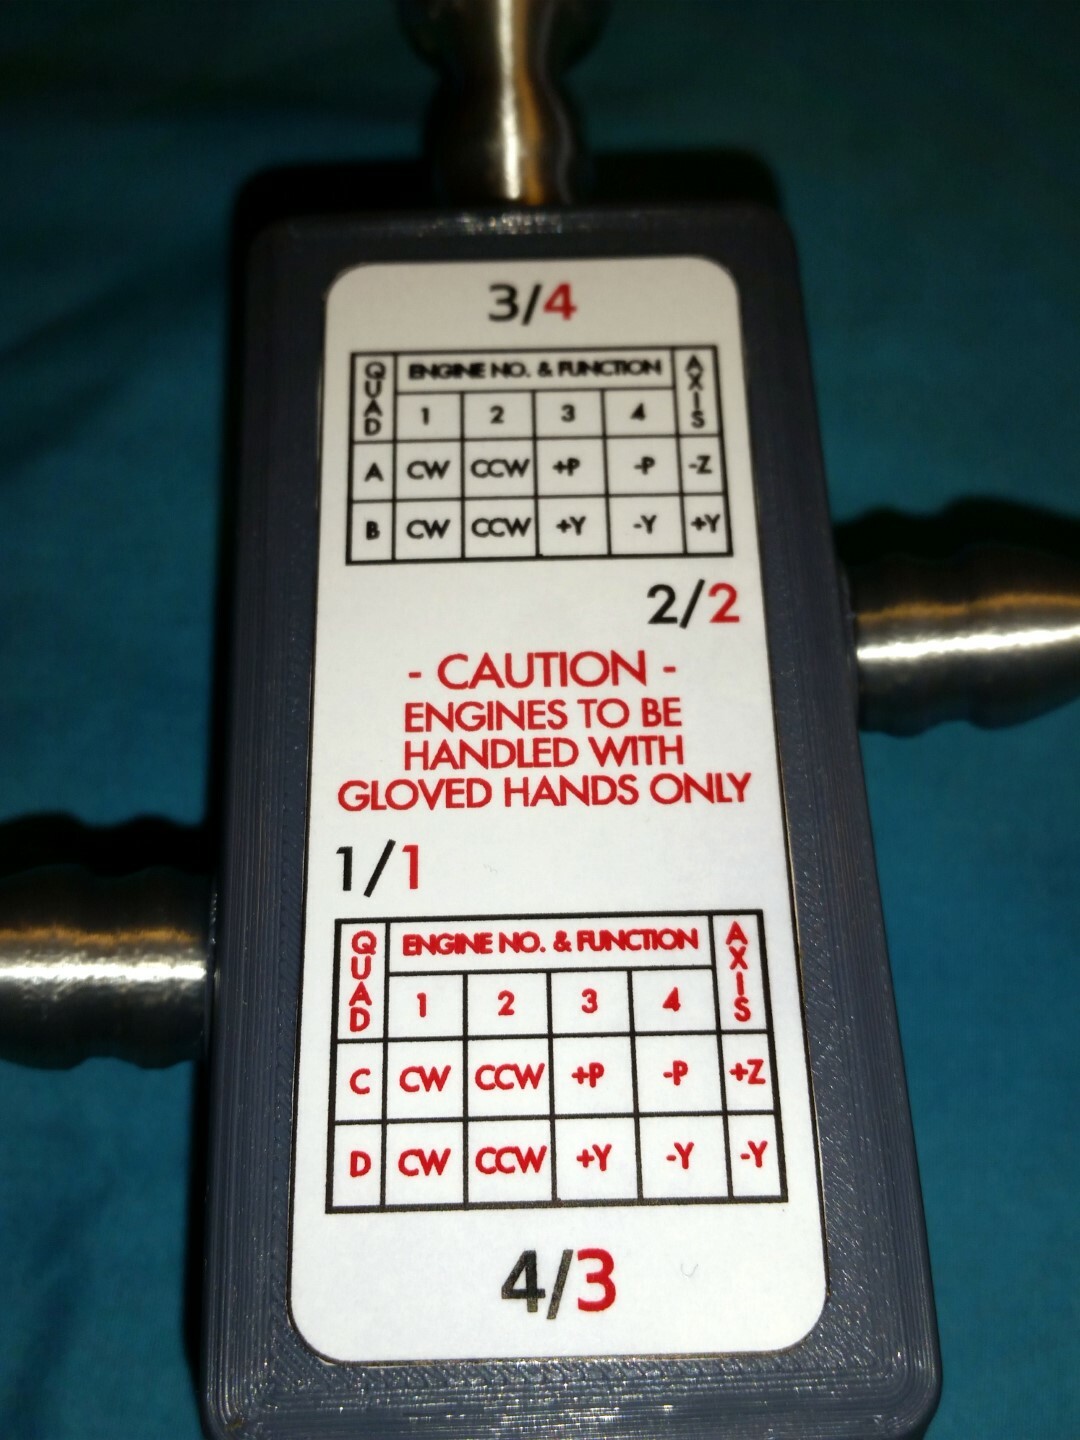 3/4
QUAD ENGINE NO. & FUNCTION AXIS
1 2 3 4
A CW CCW +P -P -Z
B CW CCW +Y -Y +Y
2/2
- CAUTION -
ENGINES TO BE
HANDLED WITH
GLOVED HANDS ONLY
1/1
QUAD ENGINE NO. & FUNCTION AXIS
1 2 3 4
C CW CCW +P -P +Z
D CW CCW +Y -Y -Y
4/3